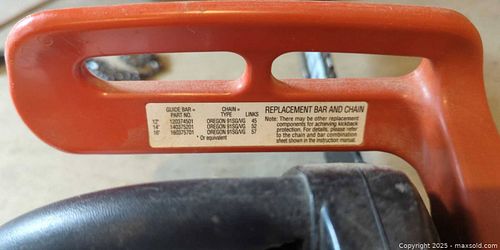 GUIDE BAR = CHAIN =
PART NO. TYPE LINKS
12" 120374501 OREGON 91SG/VG 45
14" 140375201 OREGON 91SG/VG 52
16" 160375701 OREGON 91SG/VG 57
* Or equivalent
REPLACEMENT BAR AND CHAIN
Note: There may be other replacement
components for achieving kickback
protection. For details, please refer
to the chain and bar combination
sheet shown in the instruction manual.
Copyright © 2025 - maxsold.com